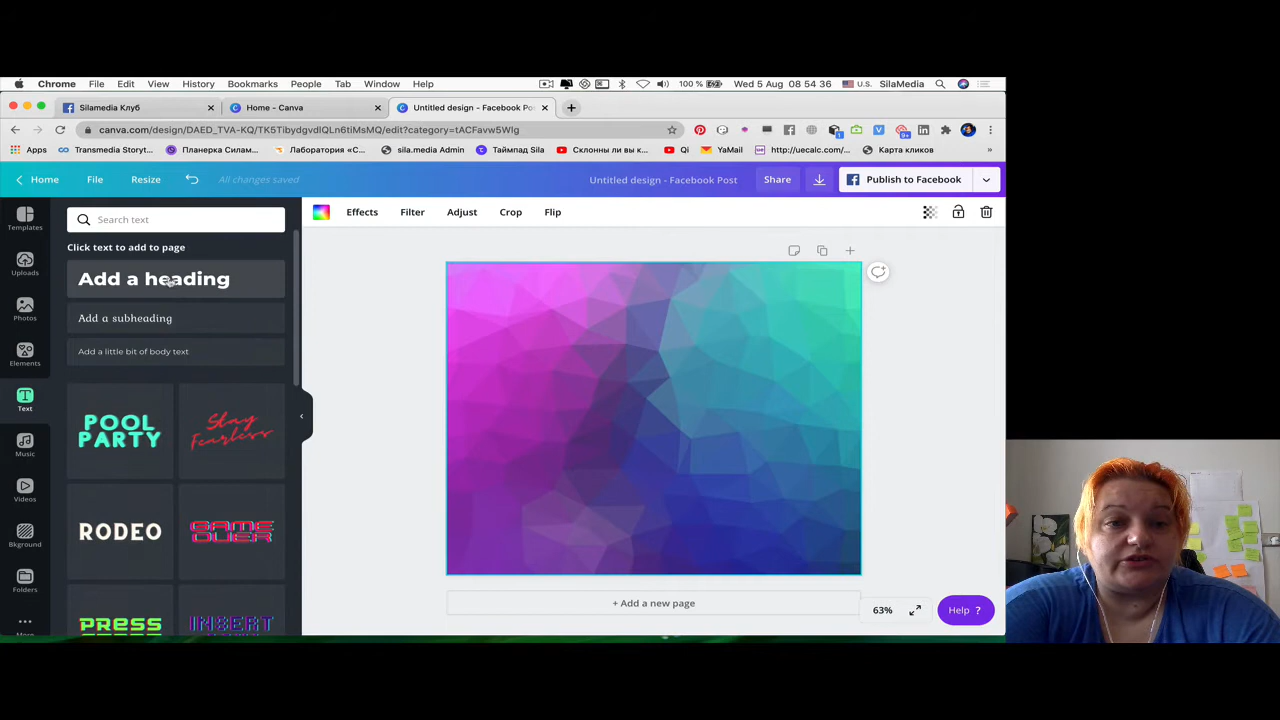 Chrome File Edit View History Bookmarks People Tab Window Help
100 % Wed 5 Aug 08 54 36 U.S. SilaMedia
Silamedia Клуб
Home - Canva
Untitled design - Facebook Po
canva.com/design/DAED_TVA-KQ/TRmTibydgvdlQLn6tiMsMQ/edit?category=tACFavw5WIg
9+
Apps Transmedia Storyt... Планерка Силам... Лаборатория «С... sila.media Admin Таймпад Sila Склонны ли вы к... Qi YaMail http://uecalc.com/... Карта кликов »
Home File Resize All changes saved Untitled design - Facebook Post Share Publish to Facebook
Templates
Uploads
Photos
Elements
Text
Music
Videos
Bkground
Folders
Search text
Click text to add to page
Add a heading
Add a subheading
Add a little bit of body text
POOL PARTY
Stay Fearless
RODEO
GAME OVER
PRESS
INSERT
Effects Filter Adjust Crop Flip
+ Add a new page
63%
Help ?